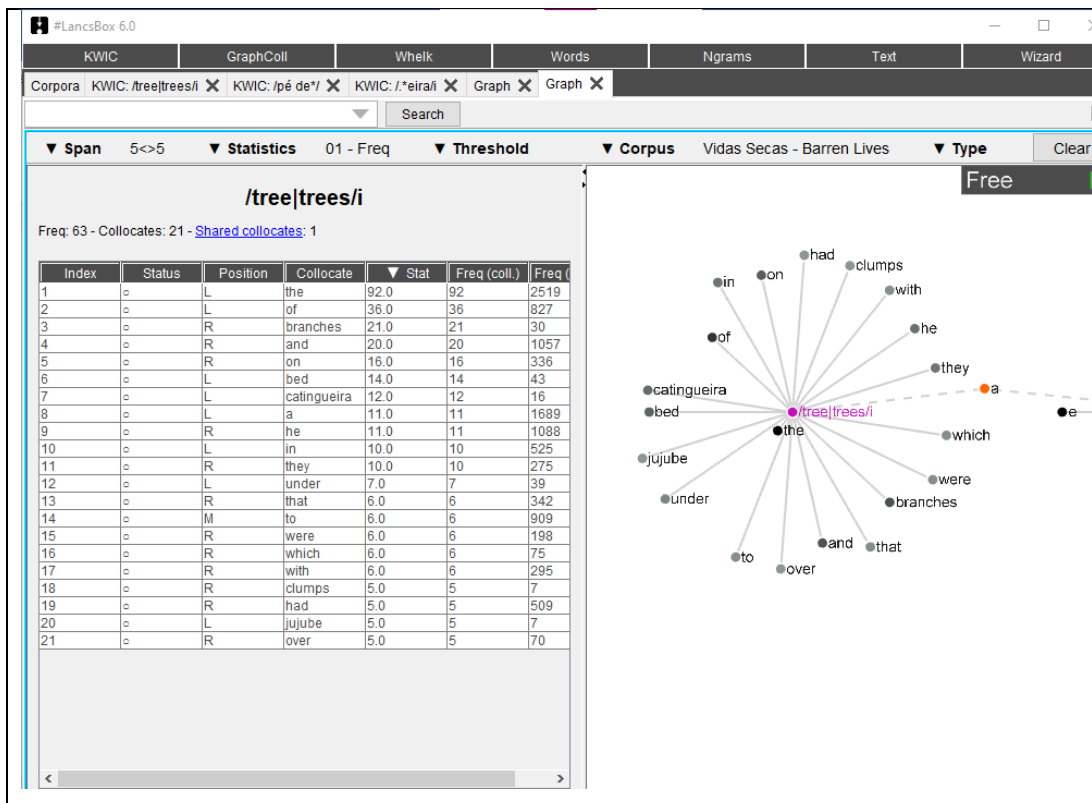 #LancsBox 6.0
KWIC GraphColl Whelk Words Ngrams Text Wizard
Corpora KWIC: /tree|trees/i KWIC: /pé de*/ KWIC: /.*eira/i Graph Graph
Search
▼ Span 5<>5 ▼ Statistics 01 - Freq ▼ Threshold ▼ Corpus Vidas Secas - Barren Lives ▼ Type Clear
/tree|trees/i
Freq: 63 - Collocates: 21 - Shared collocates: 1
Index Status Position Collocate ▼ Stat Freq (coll.) Freq (
1 ○ L the 92.0 92 2519
2 ○ L of 36.0 36 827
3 ○ R branches 21.0 21 30
4 ○ R and 20.0 20 1057
5 ○ R on 16.0 16 336
6 ○ L bed 14.0 14 43
7 ○ L catingueira 12.0 12 16
8 ○ L a 11.0 11 1689
9 ○ R he 11.0 11 1088
10 ○ L in 10.0 10 525
11 ○ R they 10.0 10 275
12 ○ L under 7.0 7 39
13 ○ R that 6.0 6 342
14 ○ M to 6.0 6 909
15 ○ R were 6.0 6 198
16 ○ R which 6.0 6 75
17 ○ R with 6.0 6 295
18 ○ R clumps 5.0 5 7
19 ○ R had 5.0 5 509
20 ○ L jujube 5.0 5 7
21 ○ R over 5.0 5 70
Free
had
clumps
on
in
with
he
of
they
catingueira
a
bed
/tree|trees/i
e
the
which
jujube
were
under
branches
and
that
to
over